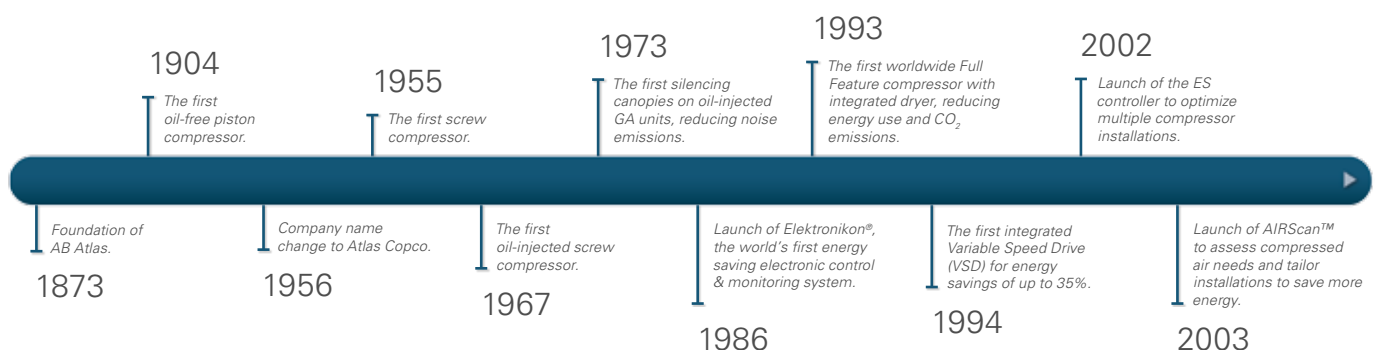 1904
The first
oil-free piston
compressor.
1955
The first screw
compressor.
1973
The first silencing
canopies on oil-injected
GA units, reducing noise
emissions.
1993
The first worldwide Full
Feature compressor with
integrated dryer, reducing
energy use and CO₂
emissions.
2002
Launch of the ES
controller to optimize
multiple compressor
installations.
Foundation of
AB Atlas.
1873
Company name
change to Atlas Copco.
1956
The first
oil-injected screw
compressor.
1967
Launch of Elektronikon®,
the world's first energy
saving electronic control
& monitoring system.
1986
The first integrated
Variable Speed Drive
(VSD) for energy
savings of up to 35%.
1994
Launch of AIRScan™
to assess compressed
air needs and tailor
installations to save more
energy.
2003